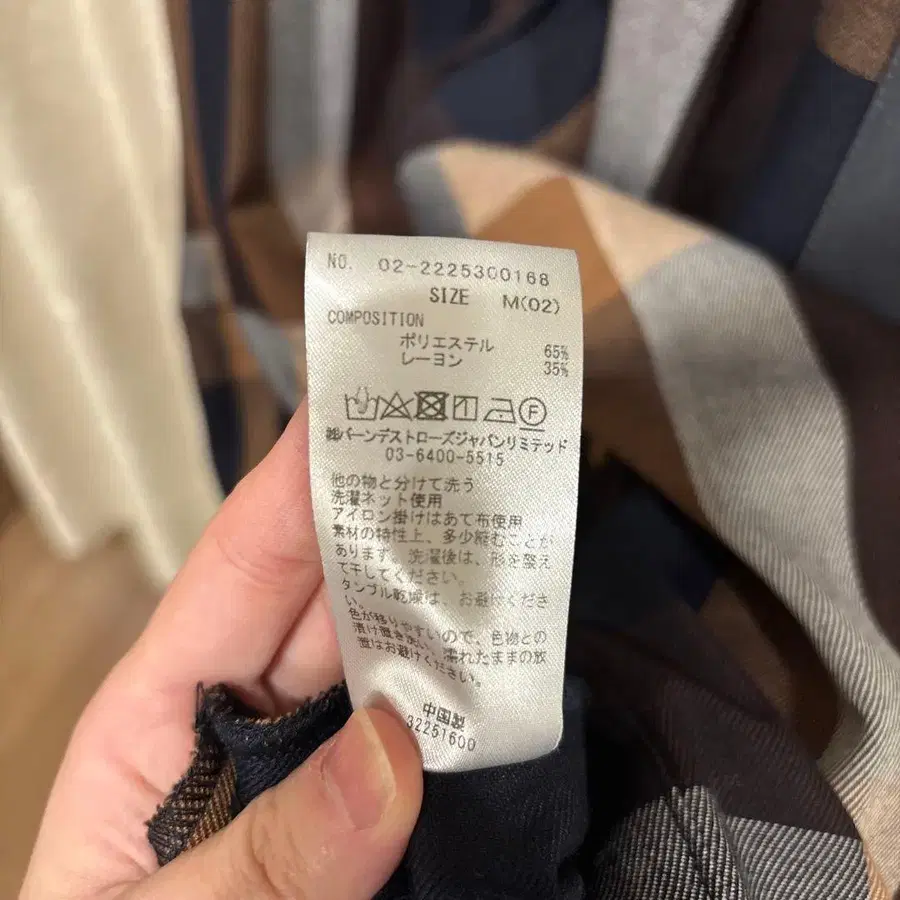 NO. 02-2225300168
SIZE M(02)
COMPOSITION
ポリエステル 65%
レーヨン 35%
F
㈱バーンデストローズジャパンリミテッド
03-6400-5515
他の物と分けて洗う
洗濯ネット使用
アイロン掛けはあて布使用
素材の特性上、多少縮むことが
あります。洗濯後は、形を整え
て干してください。
タンブル乾燥は、お避けくださ
い。
色が移りやすいので、色物との
漬け置き洗い、濡れたままの放
置はお避けください。
中国製
32251600